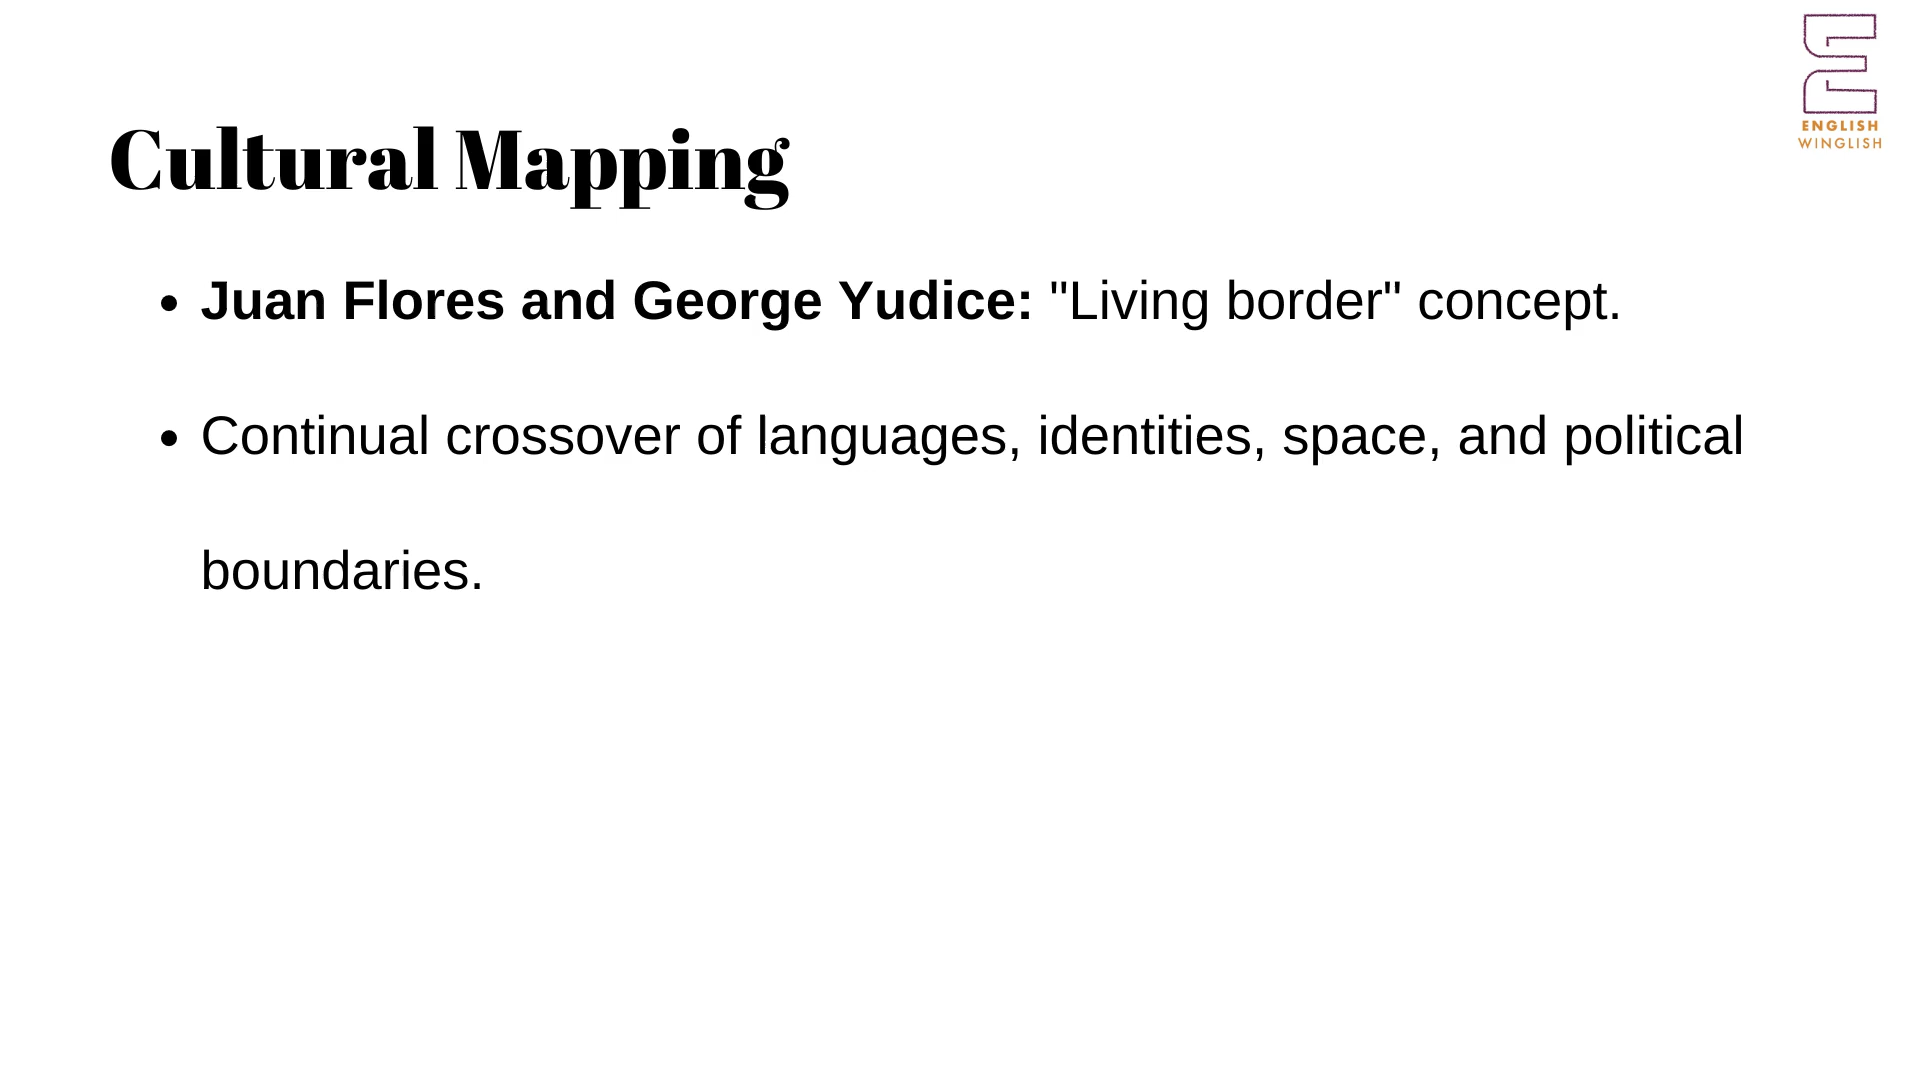 ENGLISH
WINGLISH
Cultural Mapping
• Juan Flores and George Yudice: "Living border" concept.
• Continual crossover of languages, identities, space, and political
boundaries.